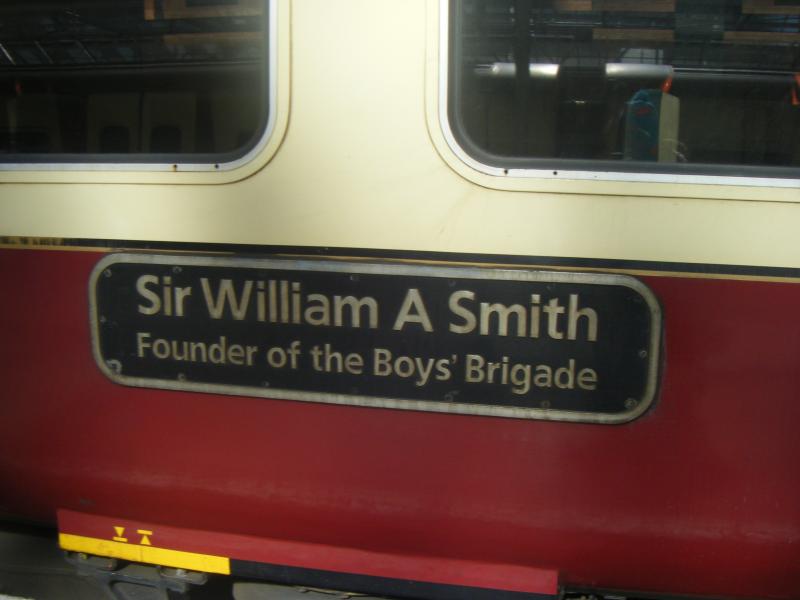 Sir William A Smith
Founder of the Boys' Brigade